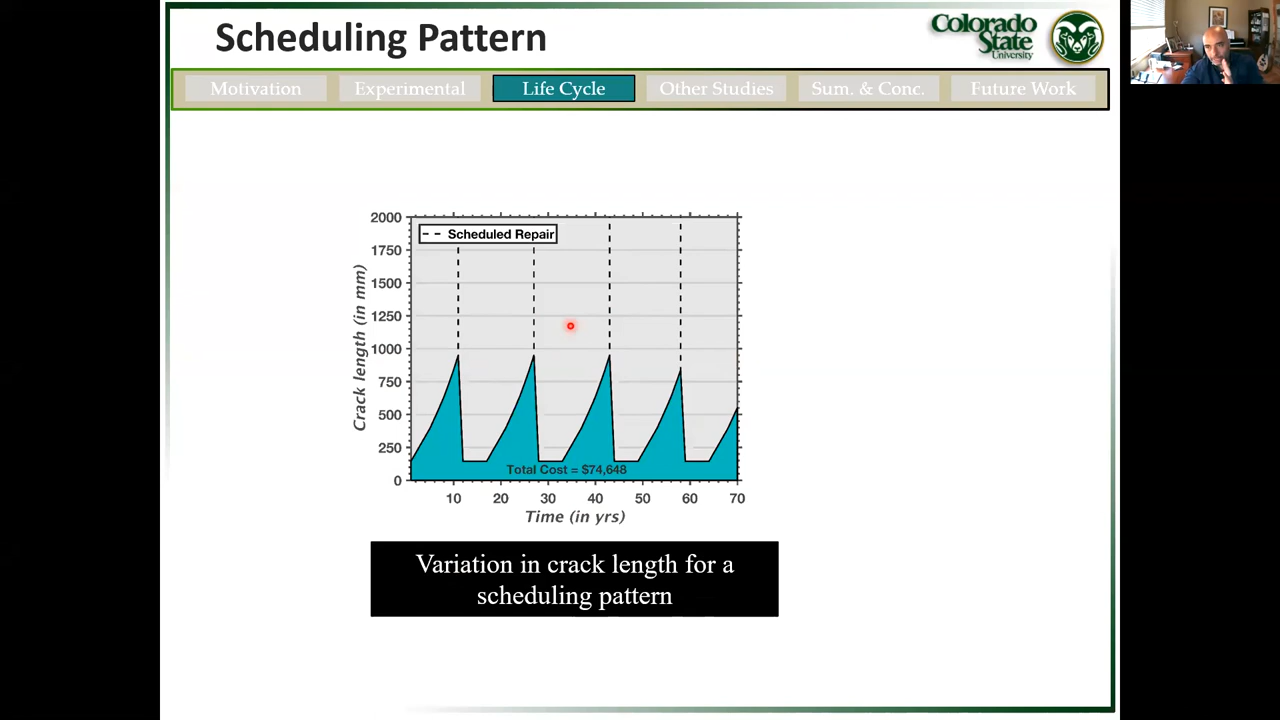 Scheduling Pattern
Colorado
State
University
Motivation
Experimental
Life Cycle
Other Studies
Sum. & Conc.
Future Work
2000
1750
1500
1250
1000
750
500
250
0
Crack length (in mm)
Scheduled Repair
Total Cost = $74,648
10 20 30 40 50 60 70
Time (in yrs)
Variation in crack length for a
scheduling pattern